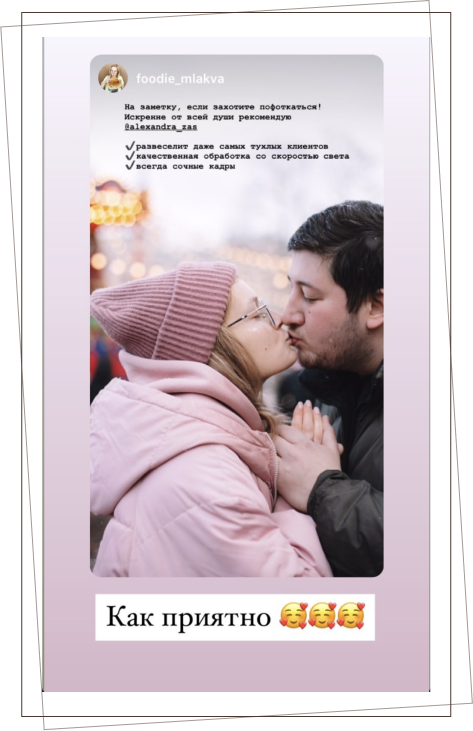 foodie_mlakva
На заметку, если захотите пофоткаться!
Искренне от всей души рекомендую
@alexandra_zas
✓развеселит даже самых тухлых клиентов
✓качественная обработка со скоростью света
✓всегда сочные кадры
Как приятно 🥰🥰🥰